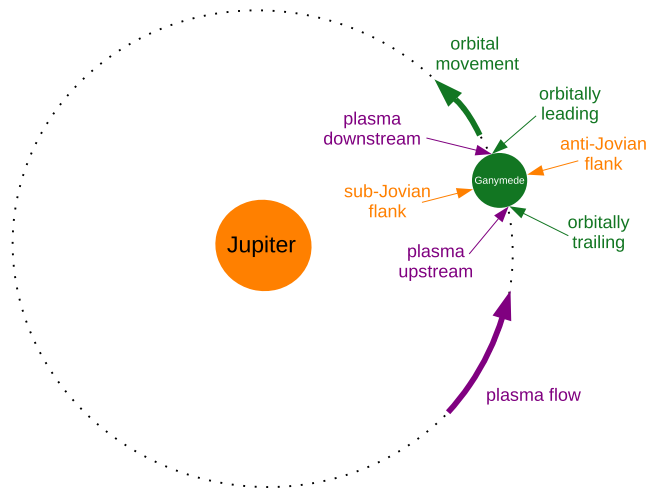 orbital
movement
orbitally
leading
plasma
downstream
anti-Jovian
flank
Ganymede
sub-Jovian
flank
orbitally
trailing
Jupiter
plasma
upstream
plasma flow